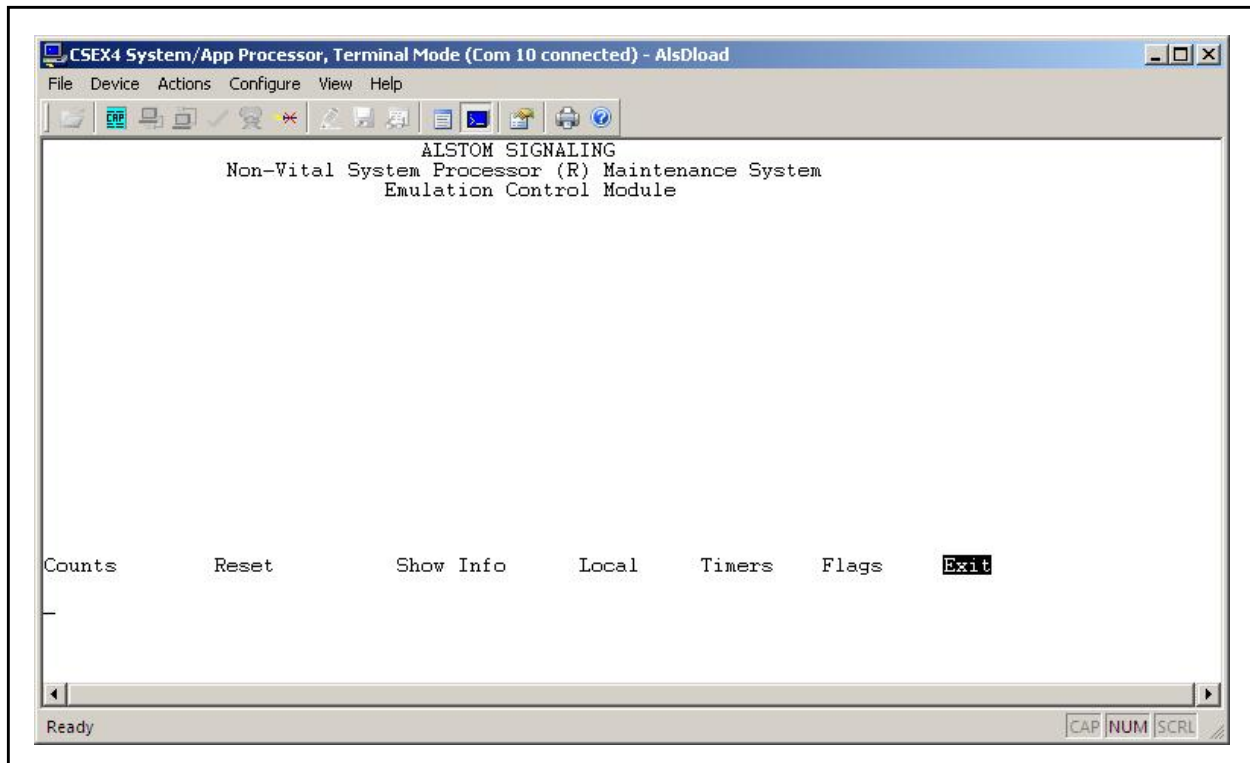 CSEX4 System/App Processor, Terminal Mode (Com 10 connected) - AlsDload
File Device Actions Configure View Help
CAP
ALSTOM SIGNALING
Non-Vital System Processor (R) Maintenance System
Emulation Control Module
Counts Reset Show Info Local Timers Flags Exit
Ready CAP NUM SCRL